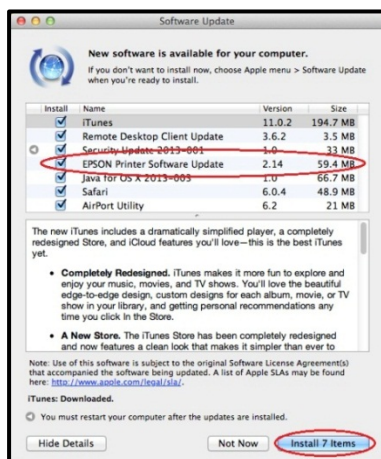 Software Update
New software is available for your computer.
If you don't want to install now, choose Apple menu > Software Update
when you're ready to install.
Install Name Version Size
iTunes 11.0.2 194.7 MB
Remote Desktop Client Update 3.6.2 3.5 MB
Security Update 2013-001 1.0 33 MB
EPSON Printer Software Update 2.14 59.4 MB
Java for OS X 2013-003 1.0 66.7 MB
Safari 6.0.4 48.9 MB
AirPort Utility 6.2 21 MB
The new iTunes includes a dramatically simplified player, a completely
redesigned Store, and iCloud features you'll love—this is the best iTunes
yet.
• Completely Redesigned. iTunes makes it more fun to explore and
enjoy your music, movies, and TV shows. You'll love the beautiful
edge-to-edge design, custom designs for each album, movie, or TV
show in your library, and getting personal recommendations any
time you click In the Store.
• A New Store. The iTunes Store has been completely redesigned
and now features a clean look that makes it simpler than ever to
Note: Use of this software is subject to the original Software License Agreement(s)
that accompanied the software being updated. A list of Apple SLAs may be found
here: http://www.apple.com/legal/sla/.
iTunes: Downloaded.
You must restart your computer after the updates are installed.
Hide Details Not Now Install 7 Items